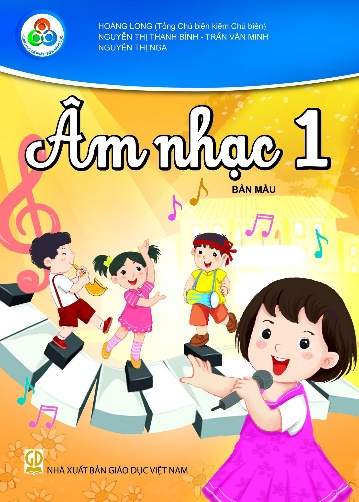 HOÀNG LONG (Tổng Chủ biên kiêm Chủ biên)
NGUYỄN THỊ THANH BÌNH - TRẦN VĂN MINH
NGUYỄN THỊ NGA
Âm nhạc 1
BẢN MẪU
NHÀ XUẤT BẢN GIÁO DỤC VIỆT NAM